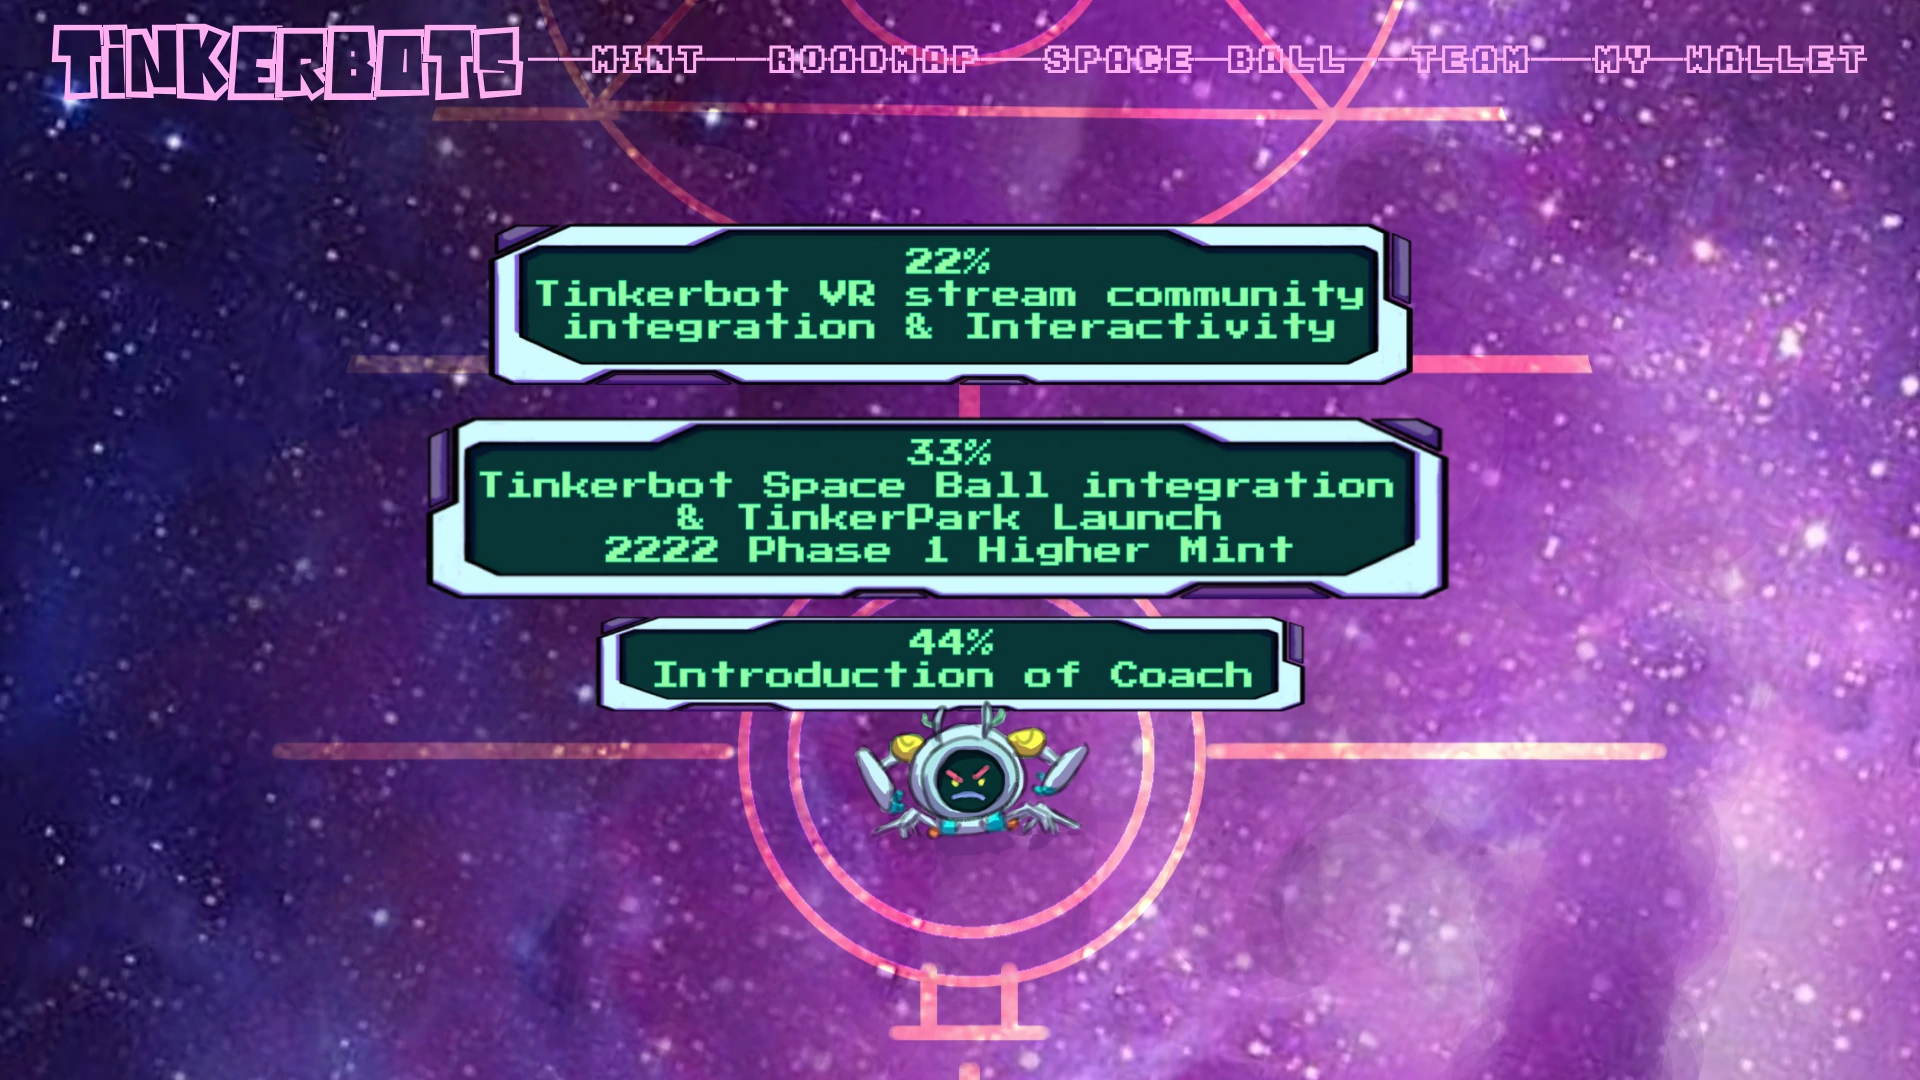 TiNKERBOTS
MINT ROADMAP SPACE BALL TEAM MY WALLET
22%
Tinkerbot VR stream community
integration & Interactivity
33%
Tinkerbot Space Ball integration
& TinkerPark Launch
2222 Phase 1 Higher Mint
44%
Introduction of Coach